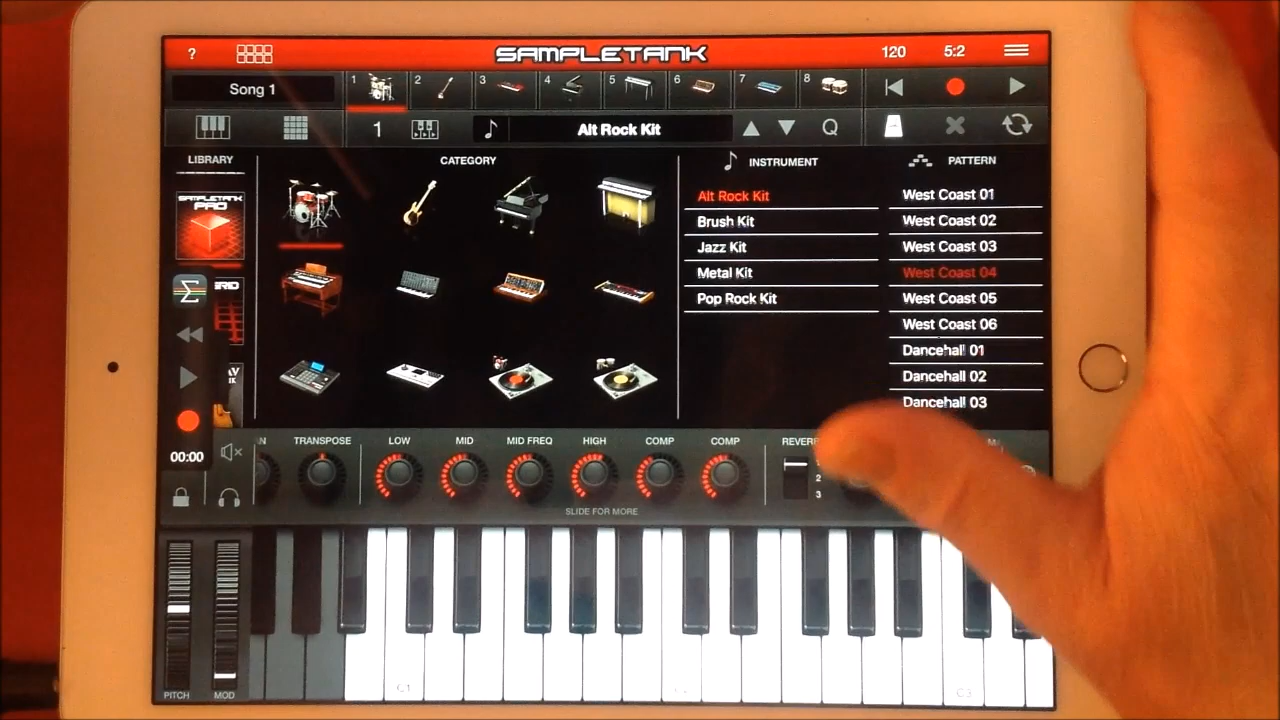 ? SAMPLETANK 120 5:2
Song 1 1 2 3 4 5 6 7 8
1 Alt Rock Kit Q
LIBRARY CATEGORY INSTRUMENT PATTERN
SAMPLETANK
PRO
Alt Rock Kit West Coast 01
Brush Kit West Coast 02
Jazz Kit West Coast 03
Metal Kit West Coast 04
Pop Rock Kit West Coast 05
West Coast 06
Dancehall 01
Dancehall 02
Dancehall 03
TRANSPOSE LOW MID MID FREQ HIGH COMP COMP
00:00
2
3
SLIDE FOR MORE
C1 C3
PITCH MOD